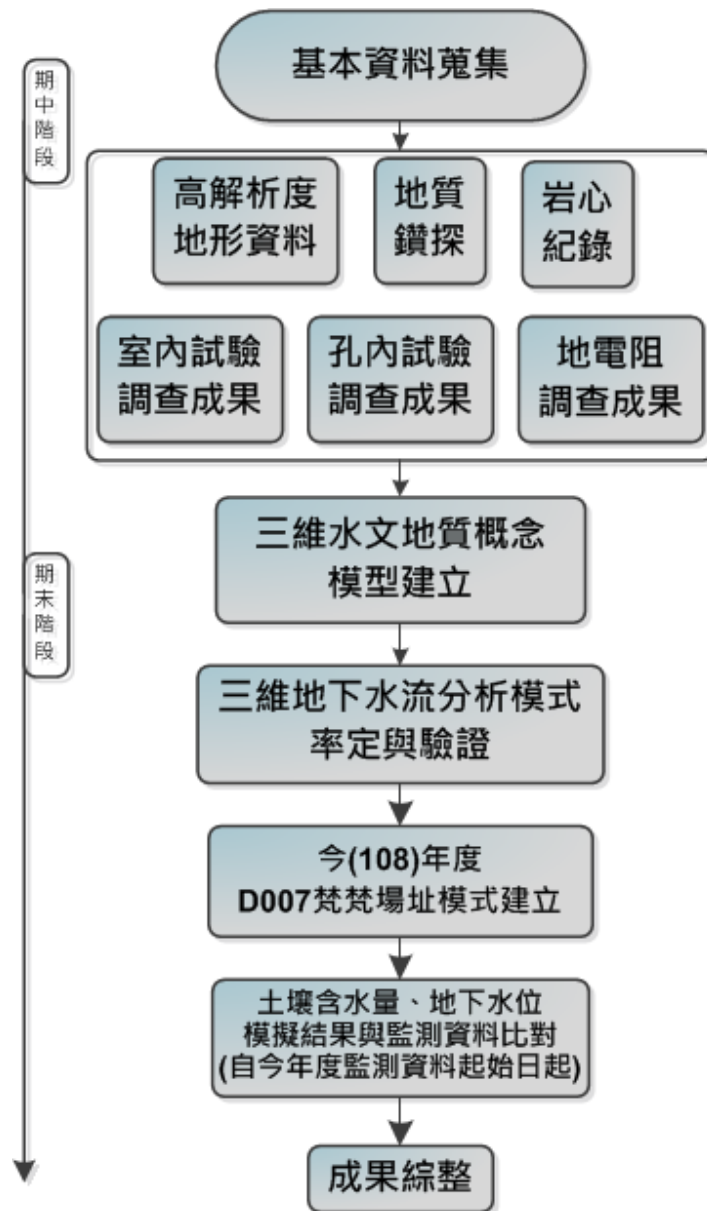 基本資料蒐集
期中階段
高解析度
地形資料
地質
鑽探
岩心
紀錄
室內試驗
調查成果
孔內試驗
調查成果
地電阻
調查成果
三維水文地質概念
模型建立
期末階段
三維地下水流分析模式
率定與驗證
今(108)年度
D007梵梵場址模式建立
土壤含水量、地下水位
模擬結果與監測資料比對
(自今年度監測資料起始日起)
成果綜整